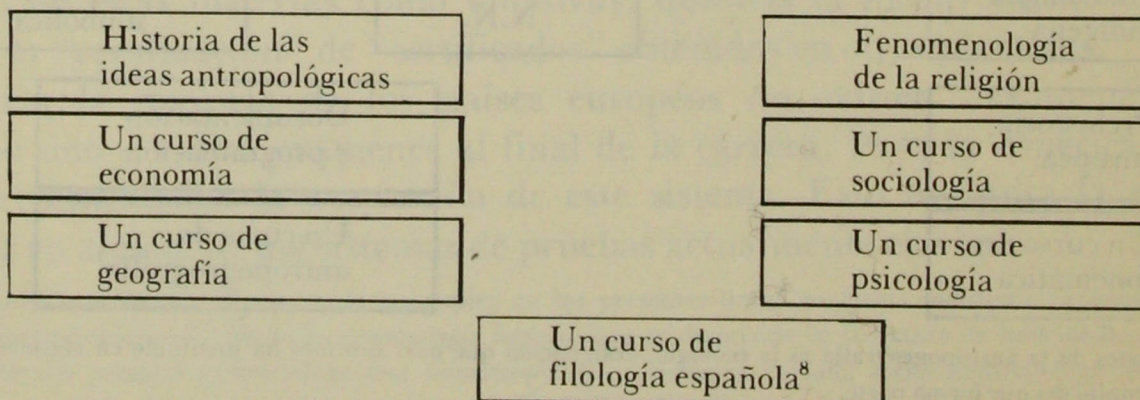 Historia de las
ideas antropológicas
Fenomenología
de la religión
Un curso de
economía
Un curso de
sociología
Un curso de
geografía
Un curso de
psicología
Un curso de
filología española⁸